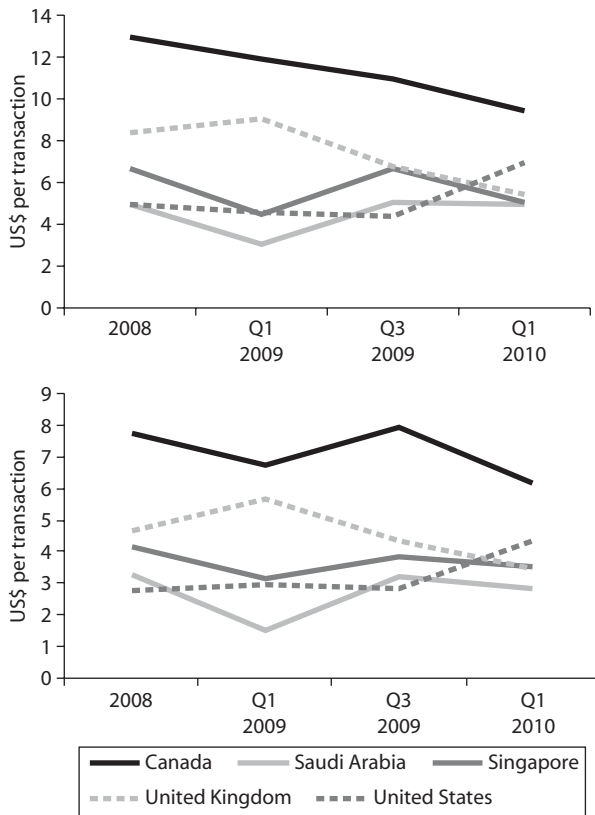 14
12
10
8
6
4
2
0
US$ per transaction
2008 Q1 Q3 Q1
2009 2009 2010
9
8
7
6
5
4
3
2
1
0
US$ per transaction
2008 Q1 Q3 Q1
2009 2009 2010
Canada Saudi Arabia Singapore
United Kingdom United States